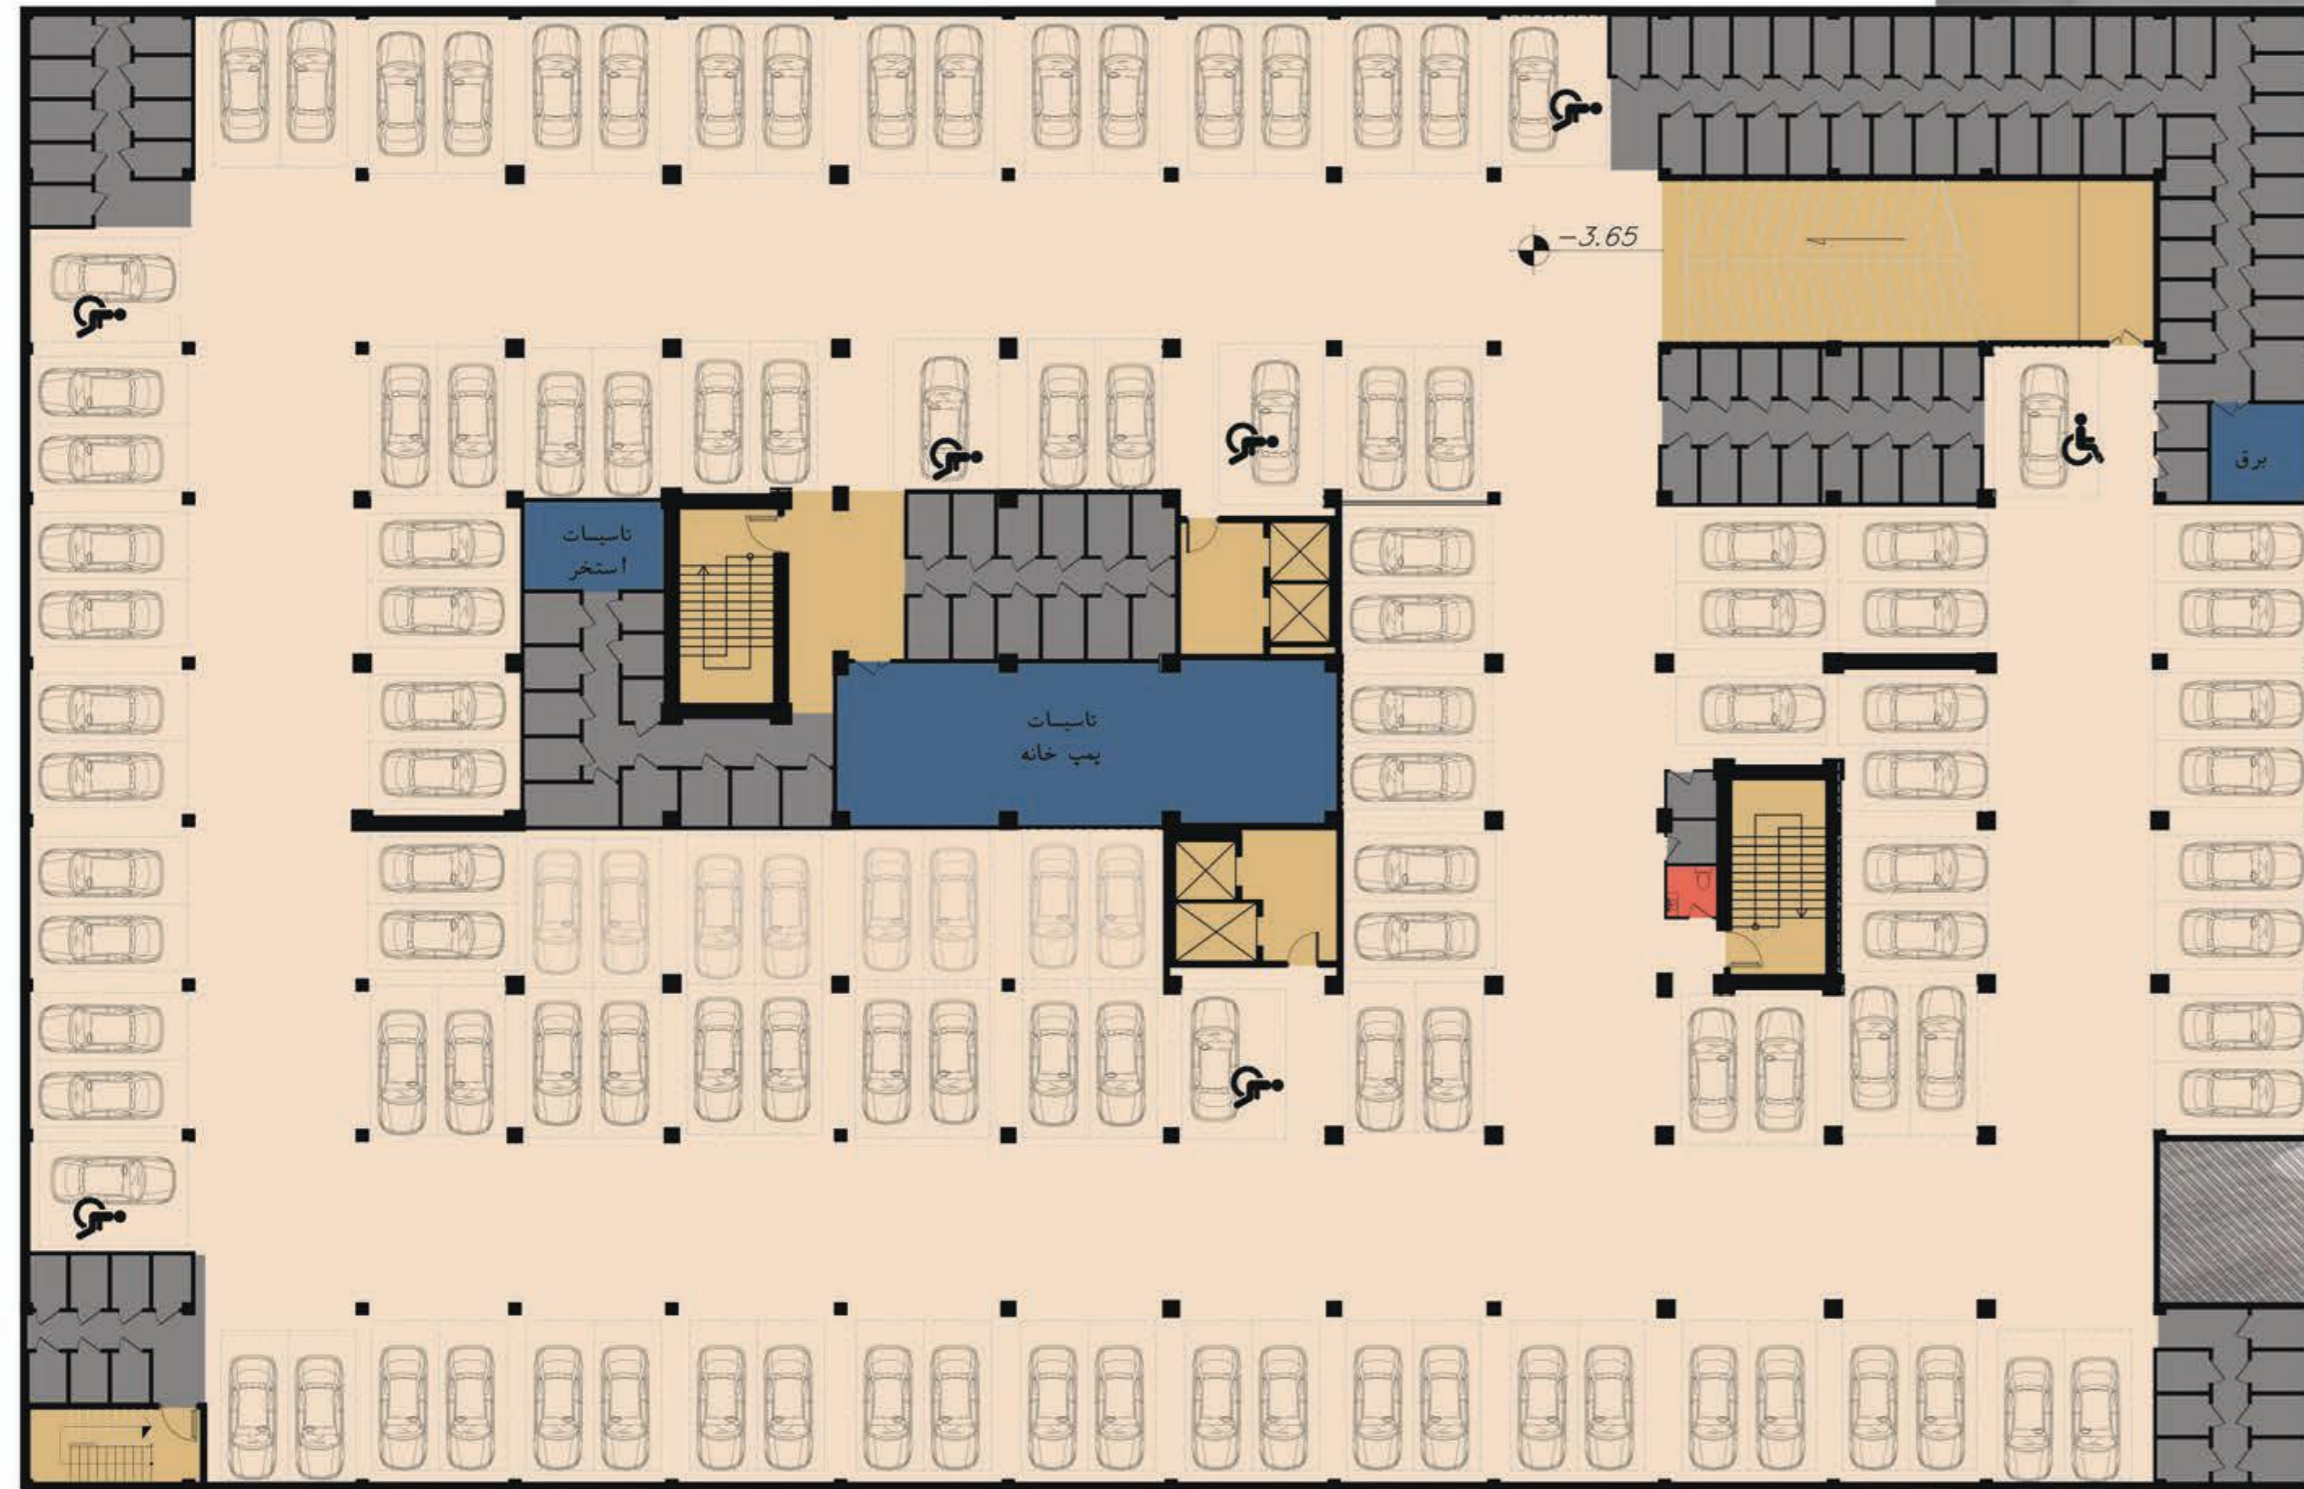 -3.65
برق
تاسیسات
استخر
تاسیسات
پمپ خانه